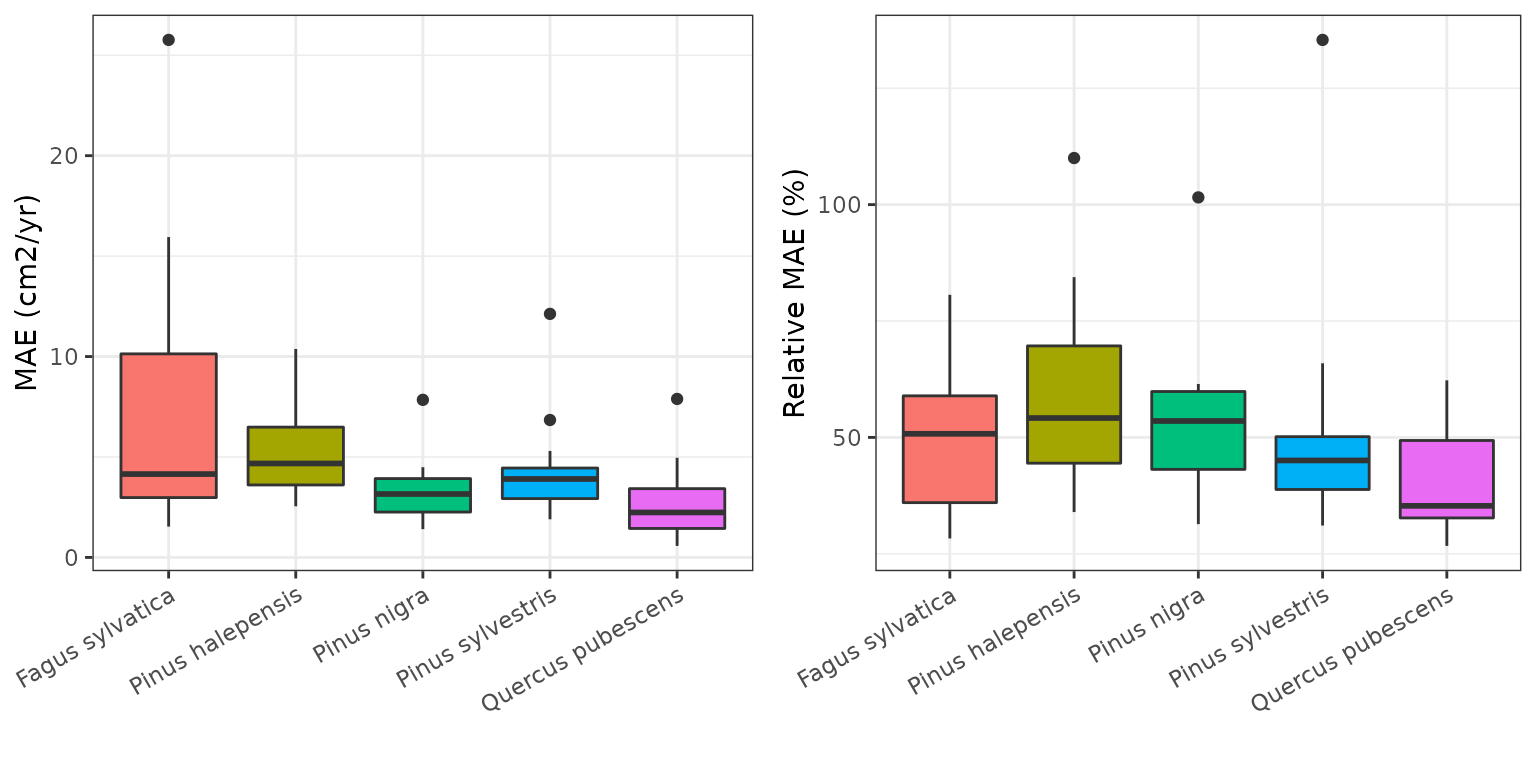 MAE (cm2/yr)
20
10
0
Fagus sylvatica
Pinus halepensis
Pinus nigra
Pinus sylvestris
Quercus pubescens
Relative MAE (%)
100
50
Fagus sylvatica
Pinus halepensis
Pinus nigra
Pinus sylvestris
Quercus pubescens